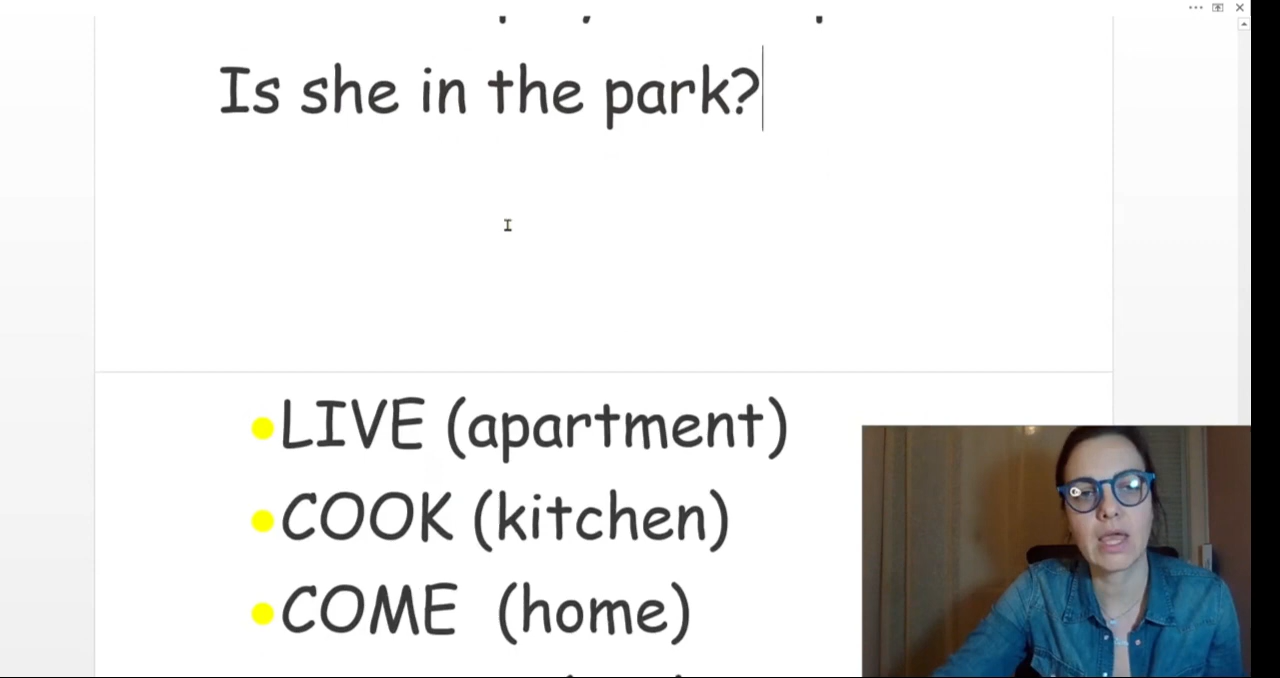 Is she in the park?
LIVE (apartment)
COOK (kitchen)
COME (home)